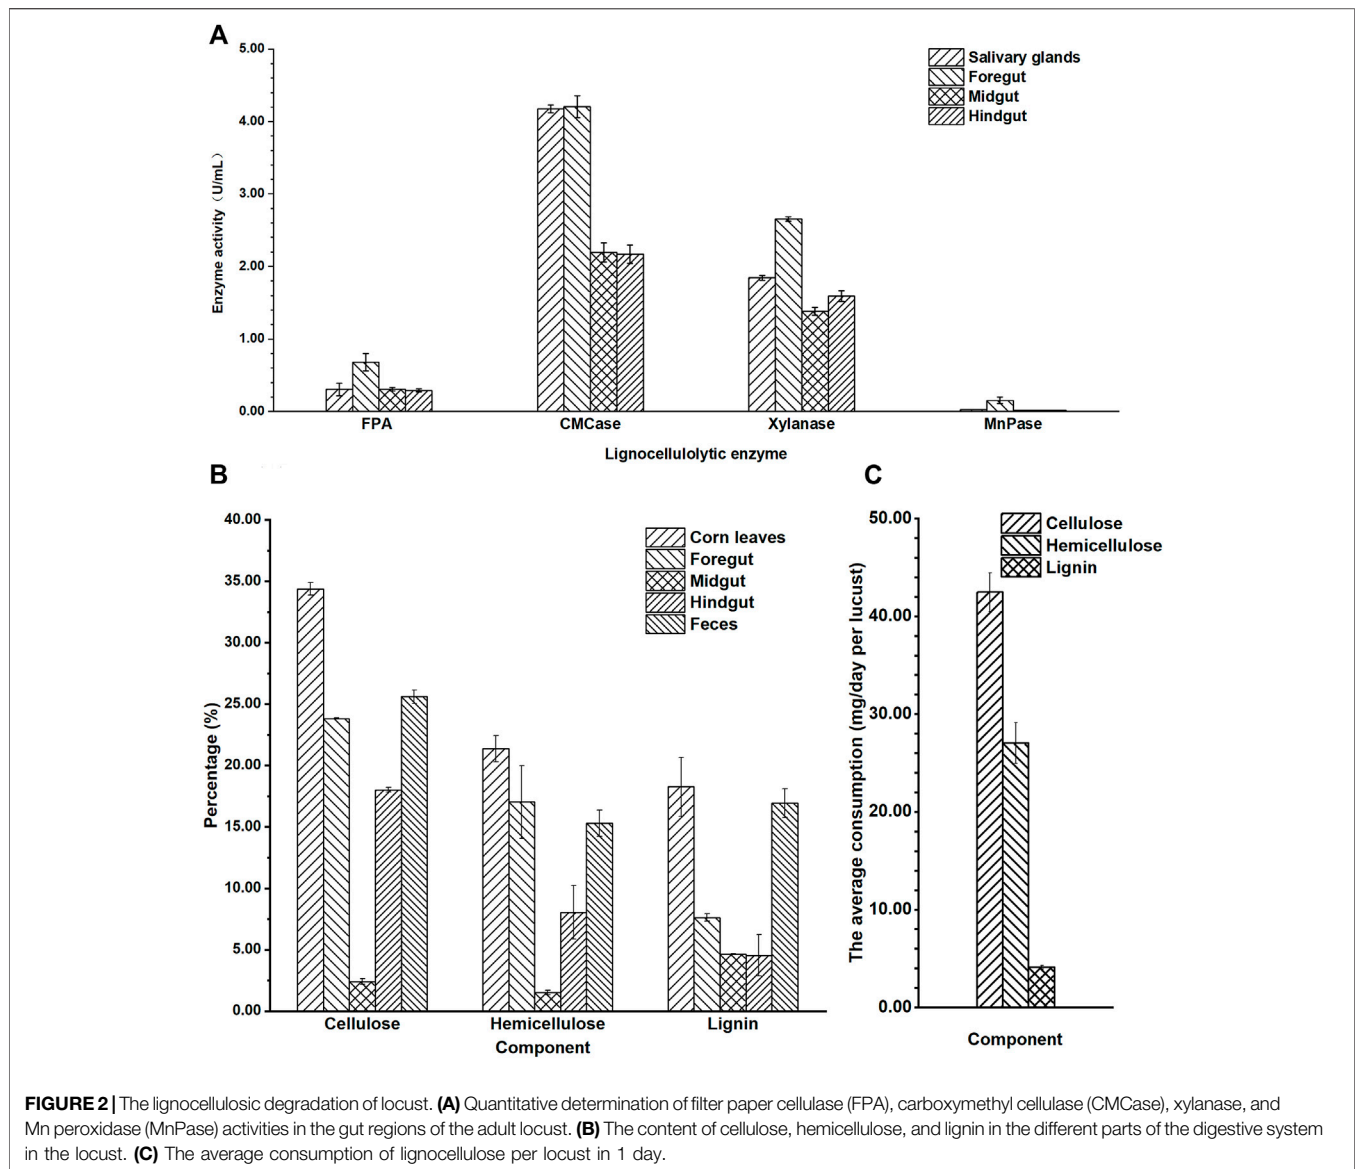 A
5.00
4.00
3.00
2.00
1.00
0.00
Enzyme activity（U/mL）
Salivary glands
Foregut
Midgut
Hindgut
FPA CMCase Xylanase MnPase
Lignocellulolytic enzyme
B
40.00
35.00
30.00
25.00
20.00
15.00
10.00
5.00
0.00
Percentage (%)
Corn leaves
Foregut
Midgut
Hindgut
Feces
Cellulose Hemicellulose Lignin
Component
C
50.00
40.00
30.00
20.00
10.00
0.00
The average consumption (mg/day per lucust)
Cellulose
Hemicellulose
Lignin
Component
FIGURE 2 | The lignocellulosic degradation of locust. (A) Quantitative determination of filter paper cellulase (FPA), carboxymethyl cellulase (CMCase), xylanase, and
Mn peroxidase (MnPase) activities in the gut regions of the adult locust. (B) The content of cellulose, hemicellulose, and lignin in the different parts of the digestive system
in the locust. (C) The average consumption of lignocellulose per locust in 1 day.